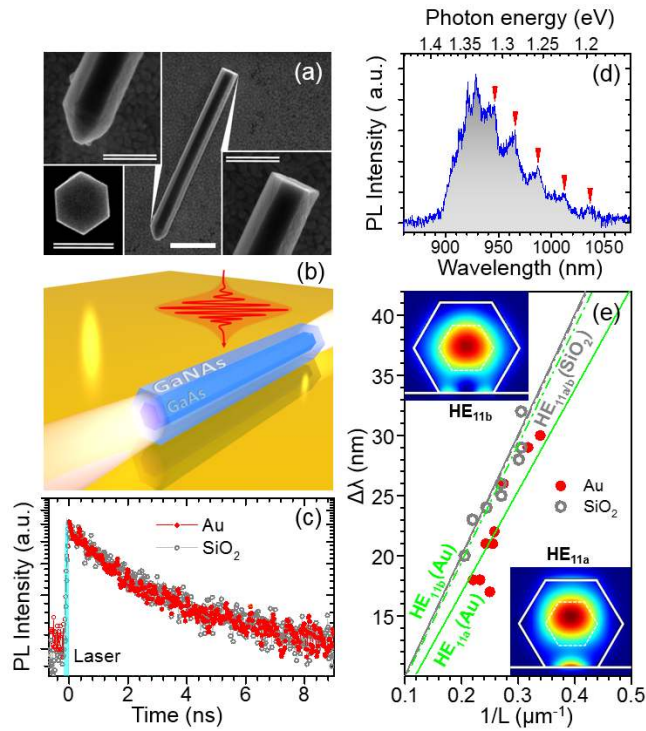 (a)
(b)
GaNAs
GaAs
(c)
Au
SiO2
PL Intensity (a.u.)
Laser
0 2 4 6 8
Time (ns)
Photon energy (eV)
1.4 1.35 1.3 1.25 1.2
(d)
PL Intensity ( a.u.)
900 950 1000 1050
Wavelength (nm)
(e)
HE11b
HE11a/b(SiO2)
40
35
30
25
20
15
Δλ (nm)
Au
SiO2
HE11a
HE11b(Au)
HE11a(Au)
0.1 0.2 0.3 0.4 0.5
1/L (μm-1)